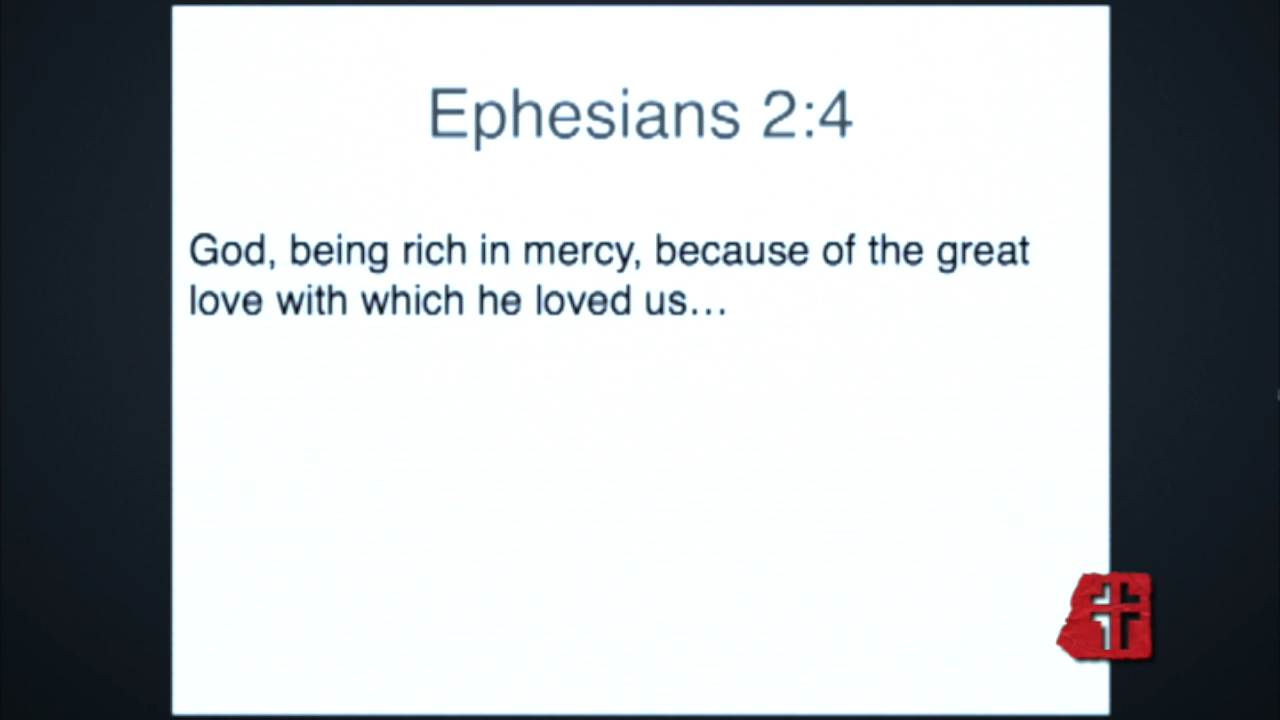 Ephesians 2:4
God, being rich in mercy, because of the great
love with which he loved us…